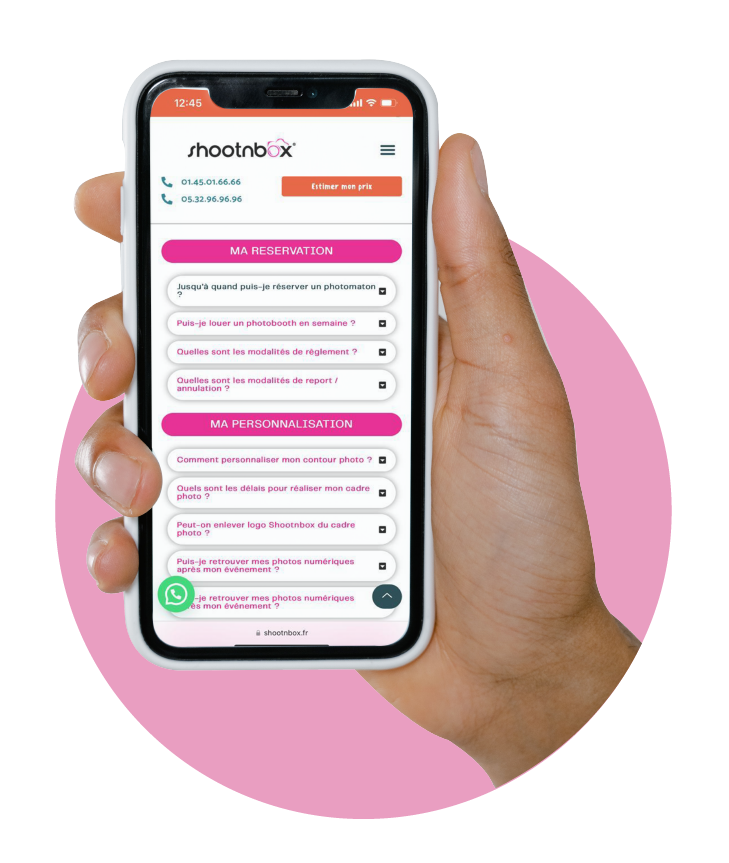 12:45
shootnbox®
01.45.01.66.66
05.32.96.96.96
Estimer mon prix
MA RESERVATION
Jusqu'à quand puis-je réserver un photomaton
?
Puis-je louer un photobooth en semaine ?
Quelles sont les modalités de règlement ?
Quelles sont les modalités de report /
annulation ?
MA PERSONNALISATION
Comment personnaliser mon contour photo ?
Quels sont les délais pour réaliser mon cadre
photo ?
Peut-on enlever logo Shootnbox du cadre
photo ?
Puis-je retrouver mes photos numériques
après mon événement ?
-je retrouver mes photos numériques
mon événement ?
shootnbox.fr